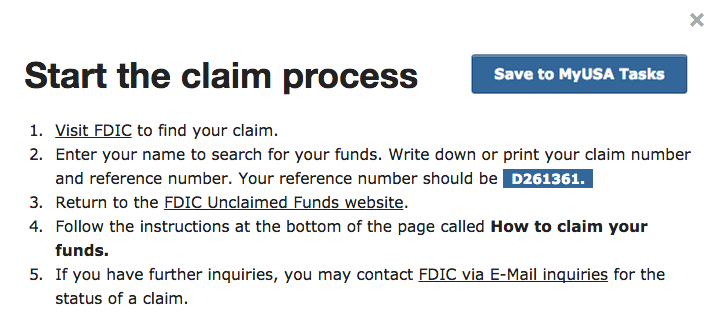 ×
Start the claim process
Save to MyUSA Tasks
1. Visit FDIC to find your claim.
2. Enter your name to search for your funds. Write down or print your claim number
and reference number. Your reference number should be D261361.
3. Return to the FDIC Unclaimed Funds website.
4. Follow the instructions at the bottom of the page called How to claim your
funds.
5. If you have further inquiries, you may contact FDIC via E-Mail inquiries for the
status of a claim.